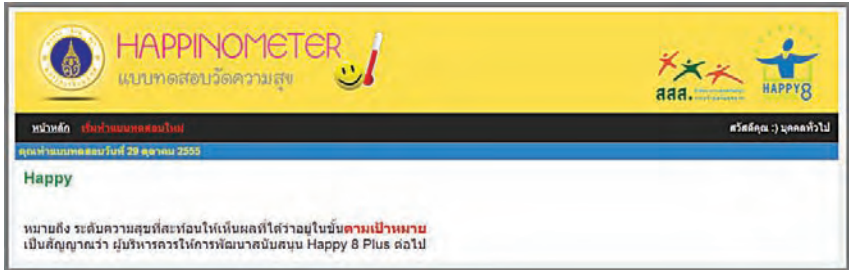 HAPPINOMETER
แบบทดสอบวัดความสุข
สสส.
HAPPY8
หน้าหลัก เริ่มทำแบบทดสอบใหม่
สวัสดีคุณ :) บุคคลทั่วไป
คุณทำแบบทดสอบวันที่ 29 ตุลาคม 2555
Happy
หมายถึง ระดับความสุขที่สะท้อนให้เห็นผลที่ได้ว่าอยู่ในขั้นตามเป้าหมาย
เป็นสัญญาณว่า ผู้บริหารควรให้การพัฒนาสนับสนุน Happy 8 Plus ต่อไป